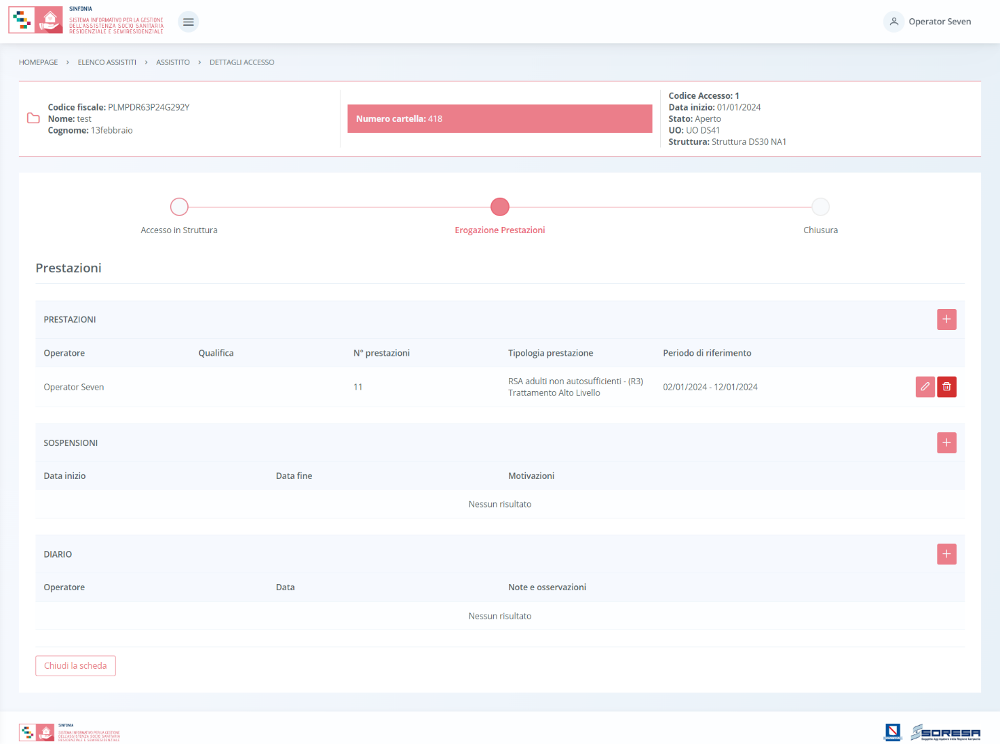 SINFONIA
SISTEMA INFORMATIVO PER LA GESTIONE
DELL'ASSISTENZA SOCIO SANITARIA
RESIDENZIALE E SEMIRESIDENZIALE
Operator Seven
HOMEPAGE > ELENCO ASSISTITI > ASSISTITO > DETTAGLI ACCESSO
Codice fiscale: PLMPDR63P24G292Y
Nome: test
Cognome: 13febbraio
Numero cartella: 418
Codice Accesso: 1
Data inizio: 01/01/2024
Stato: Aperto
UO: UO DS41
Struttura: Struttura DS30 NA1
Accesso in Struttura
Erogazione Prestazioni
Chiusura
Prestazioni
PRESTAZIONI
Operatore Qualifica N° prestazioni Tipologia prestazione Periodo di riferimento
Operator Seven 11 RSA adulti non autosufficienti - (R3) 02/01/2024 - 12/01/2024
Trattamento Alto Livello
SOSPENSIONI
Data inizio Data fine Motivazioni
Nessun risultato
DIARIO
Operatore Data Note e osservazioni
Nessun risultato
Chiudi la scheda
SINFONIA
SISTEMA INFORMATIVO PER LA GESTIONE
DELL'ASSISTENZA SOCIO SANITARIA
RESIDENZIALE E SEMIRESIDENZIALE
SORESA
Soggetto Aggregatore della Regione Campania